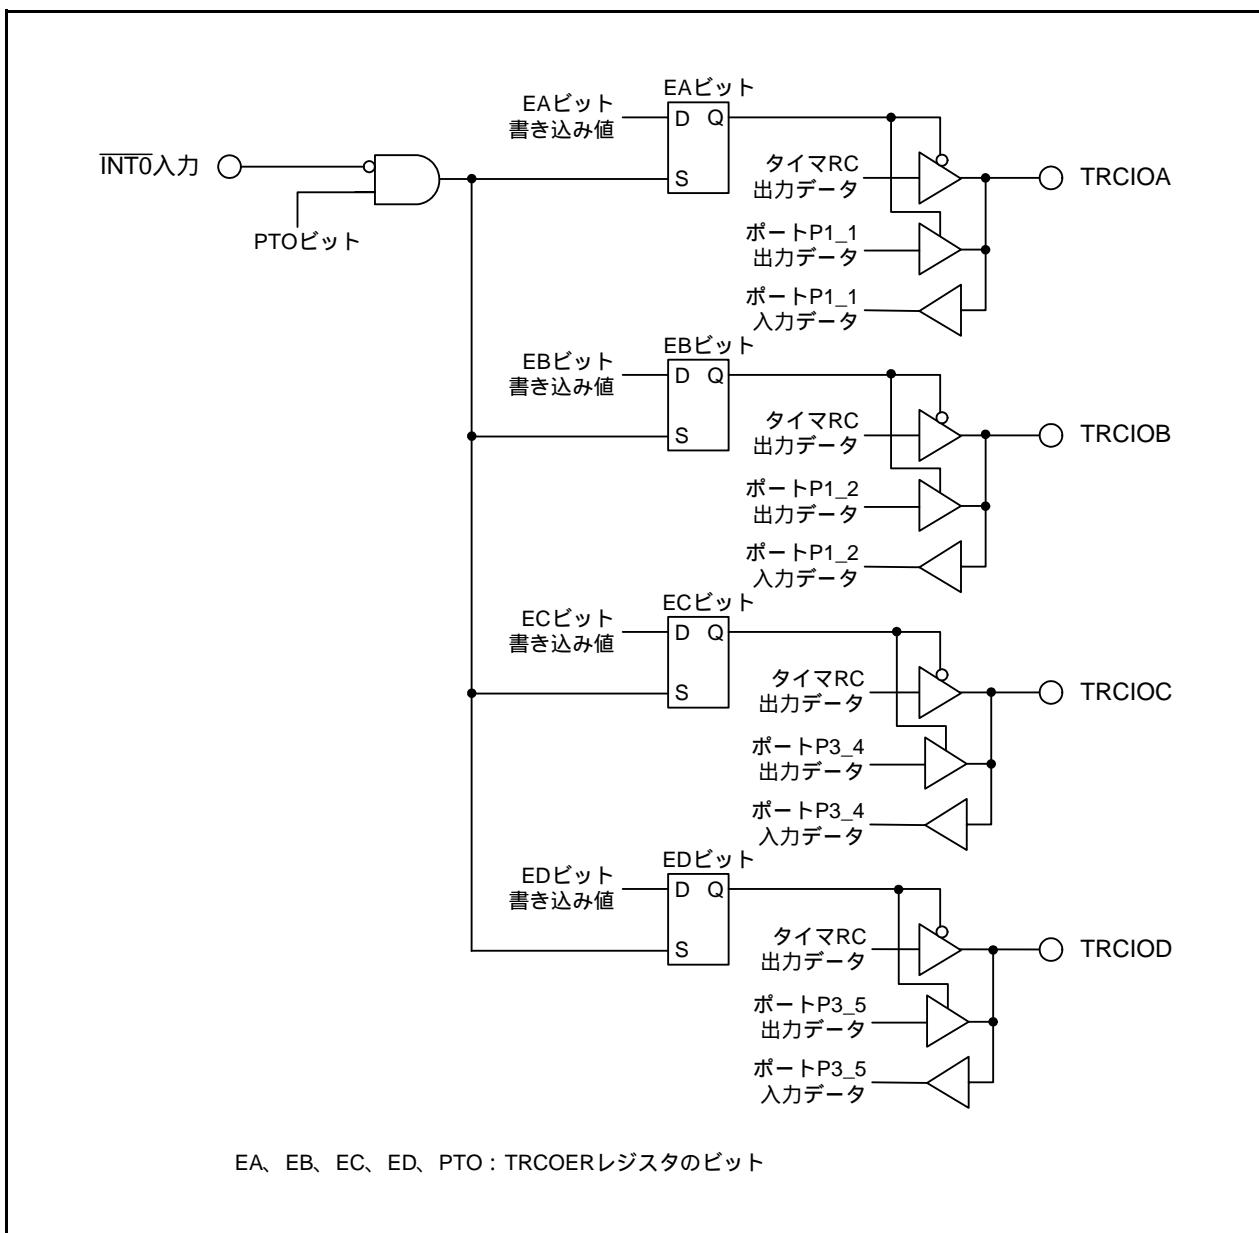 EAビット
EAビット
書き込み値
D Q
INT0入力
S
PTOビット
タイマRC
出力データ
TRCIOA
ポートP1_1
出力データ
ポートP1_1
入力データ
EBビット
EBビット
書き込み値
D Q
S
タイマRC
出力データ
TRCIOB
ポートP1_2
出力データ
ポートP1_2
入力データ
ECビット
ECビット
書き込み値
D Q
S
タイマRC
出力データ
TRCIOC
ポートP3_4
出力データ
ポートP3_4
入力データ
EDビット
EDビット
書き込み値
D Q
S
タイマRC
出力データ
TRCIOD
ポートP3_5
出力データ
ポートP3_5
入力データ
EA、EB、EC、ED、PTO：TRCOERレジスタのビット